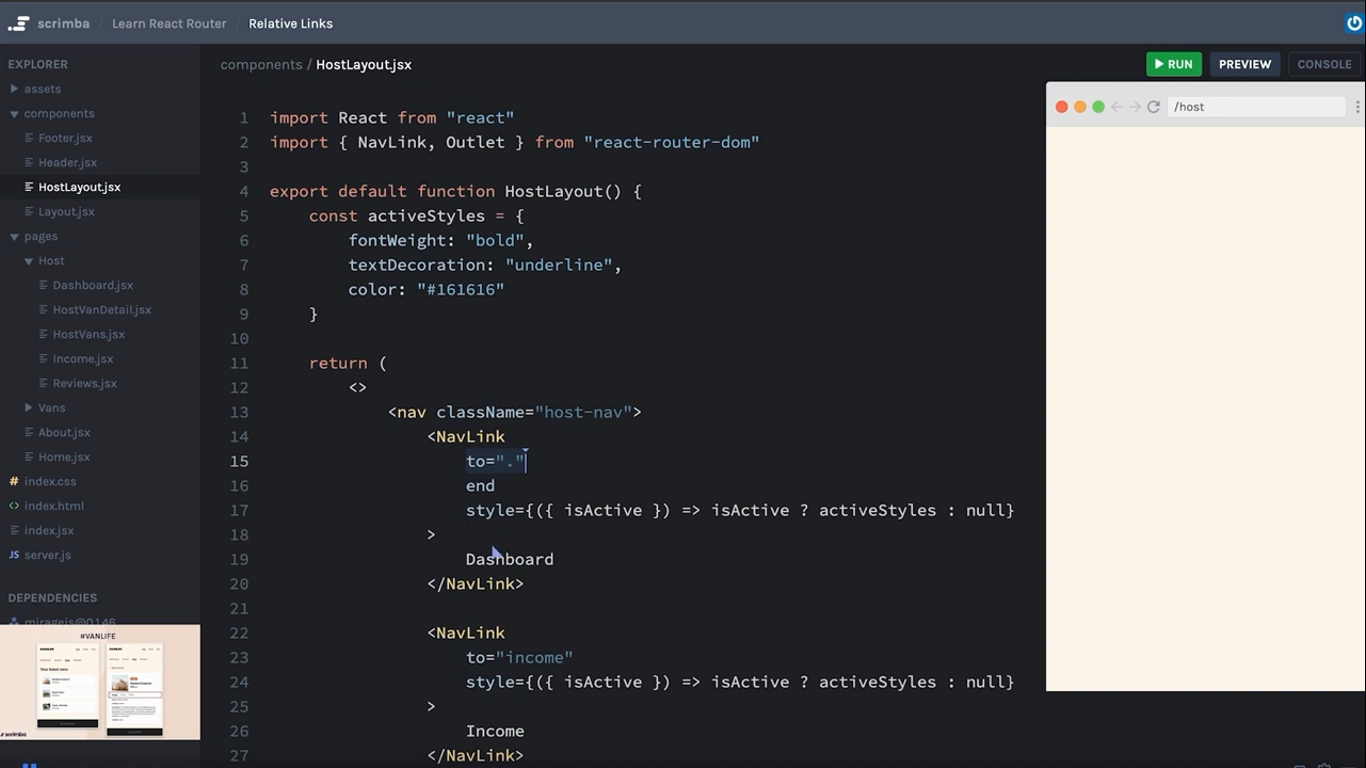 scrimba / Learn React Router / Relative Links
EXPLORER
assets
components
Footer.jsx
Header.jsx
HostLayout.jsx
Layout.jsx
pages
Host
Dashboard.jsx
HostVanDetail.jsx
HostVans.jsx
Income.jsx
Reviews.jsx
Vans
About.jsx
Home.jsx
index.css
index.html
index.jsx
JS server.js
DEPENDENCIES
miragejs@0.1.46
#VANLIFE
Your listed vans
components / HostLayout.jsx
RUN
PREVIEW
CONSOLE
1 import React from "react"
2 import { NavLink, Outlet } from "react-router-dom"
3
4 export default function HostLayout() {
5 const activeStyles = {
6 fontWeight: "bold",
7 textDecoration: "underline",
8 color: "#161616"
9 }
10
11 return (
12 <>
13 <nav className="host-nav">
14 <NavLink
15 to="."
16 end
17 style={({ isActive }) => isActive ? activeStyles : null}
18 >
19 Dashboard
20 </NavLink>
21
22 <NavLink
23 to="income"
24 style={({ isActive }) => isActive ? activeStyles : null}
25 >
26 Income
27 </NavLink>
/host